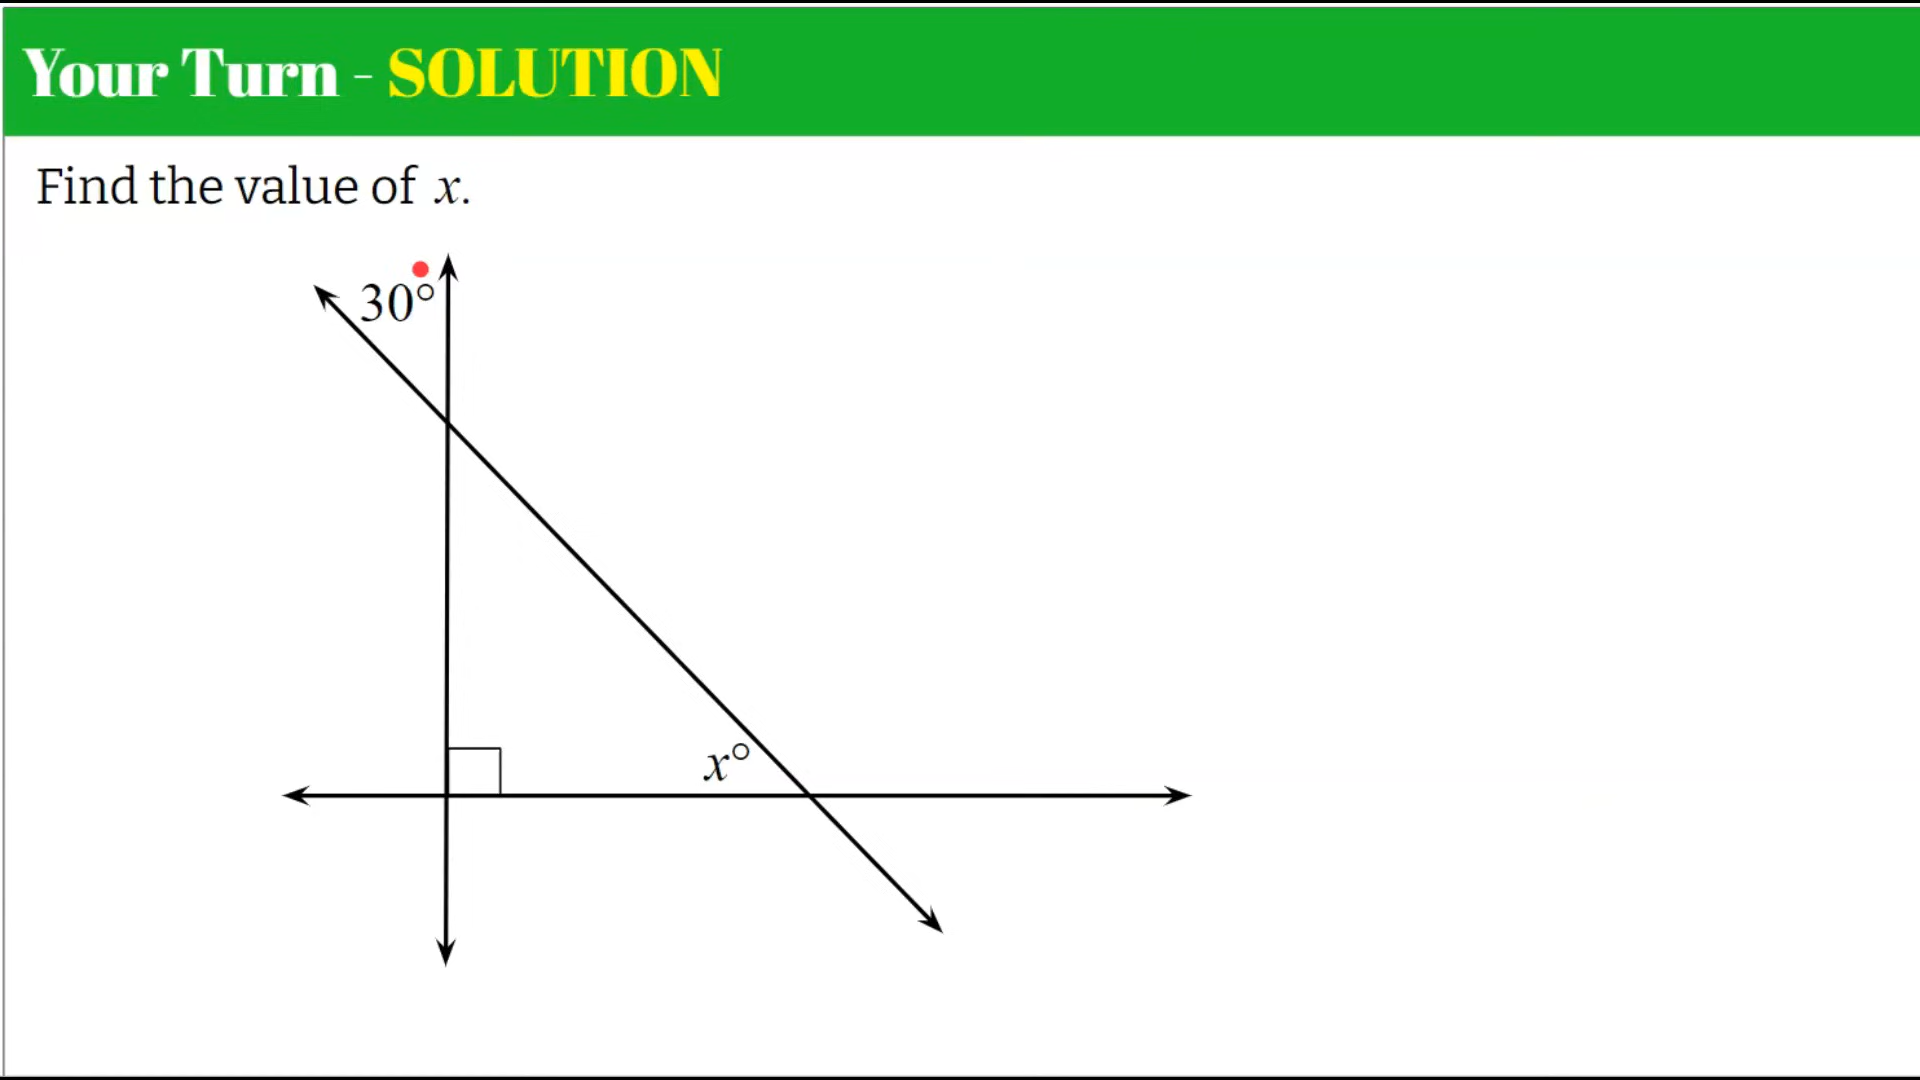 Your Turn - SOLUTION
Find the value of x.
30°
x°